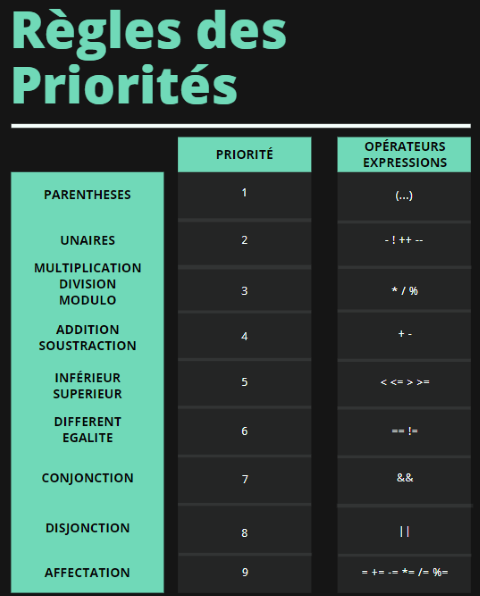 Règles des
Priorités
PRIORITÉ
OPÉRATEURS
EXPRESSIONS
PARENTHESES 1 (...)
UNAIRES 2 - ! ++ --
MULTIPLICATION
DIVISION
MODULO
3 * / %
ADDITION
SOUSTRACTION
4 + -
INFÉRIEUR
SUPERIEUR
5 < <= > >=
DIFFERENT
EGALITE
6 == !=
CONJONCTION 7 &&
DISJONCTION 8 ||
AFFECTATION 9 = += -= *= /= %=